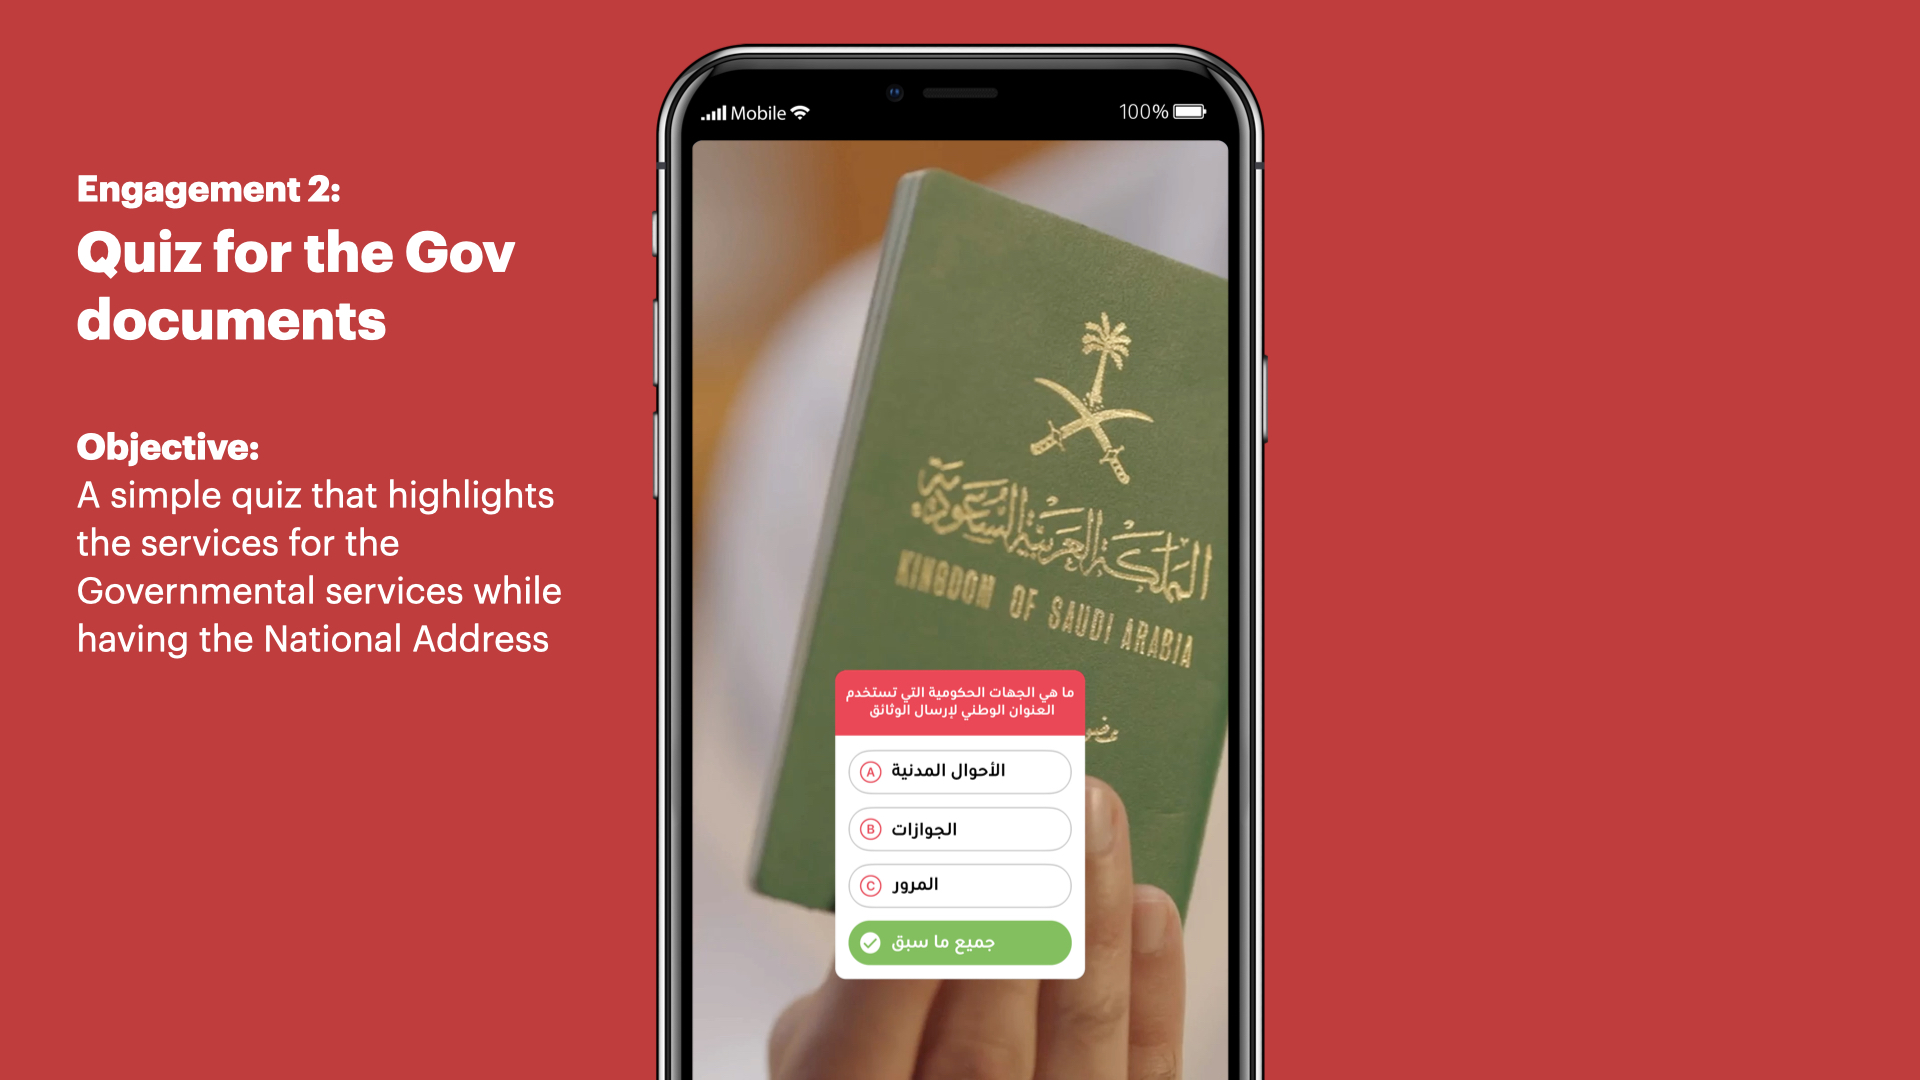 Engagement 2:
Quiz for the Gov
documents
Objective:
A simple quiz that highlights
the services for the
Governmental services while
having the National Address
Mobile
100%
المملكة العربية السعودية
KINGDOM OF SAUDI ARABIA
ما هي الجهات الحكومية التي تستخدم
العنوان الوطني لإرسال الوثائق
A الأحوال المدنية
B الجوازات
C المرور
جميع ما سبق